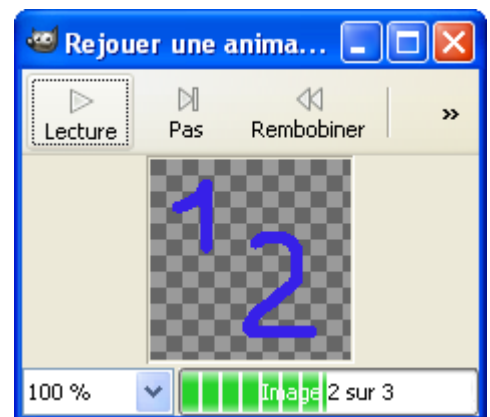 Rejouer une anima...
Lecture Pas Rembobiner »
1
2
100 % Image 2 sur 3